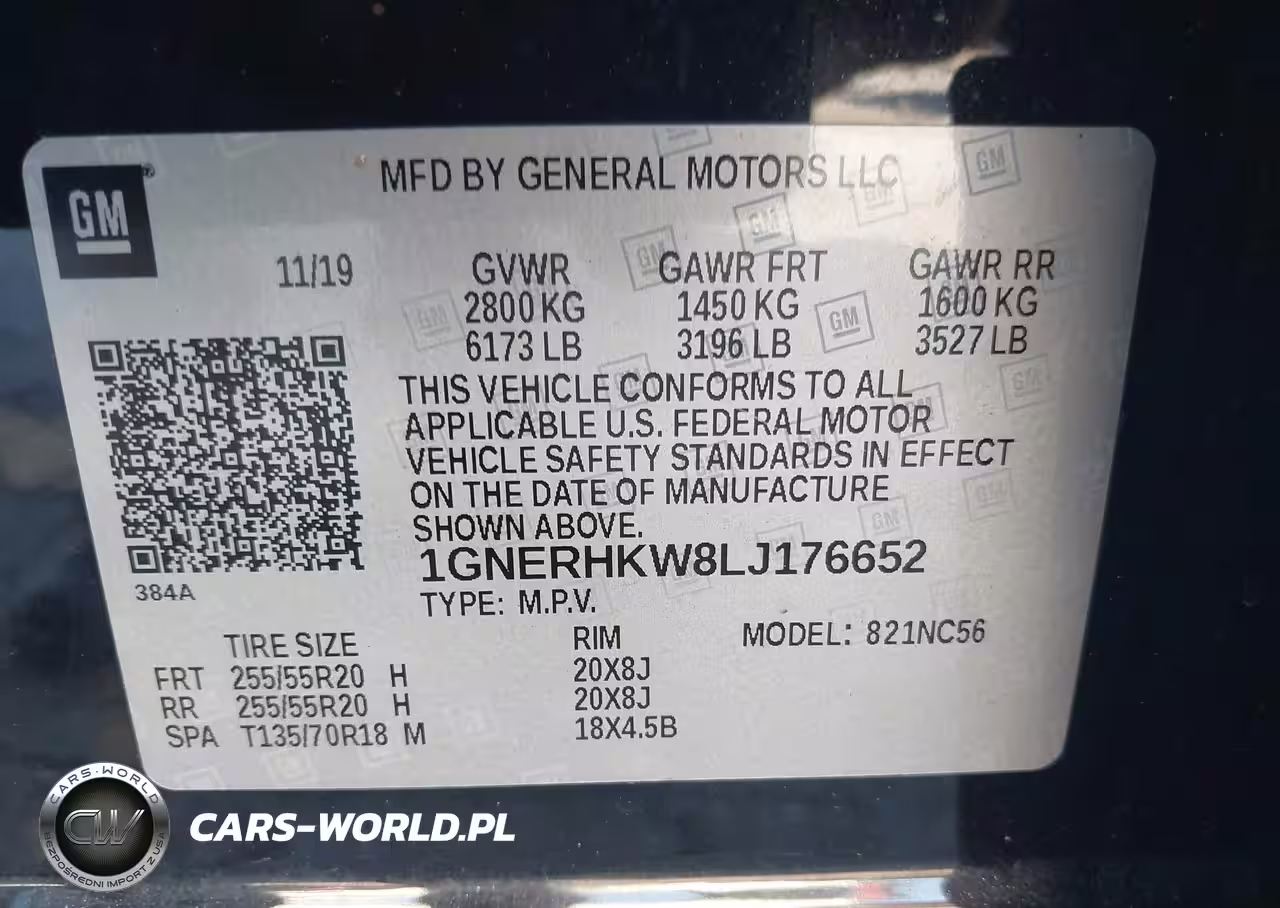 GM
MFD BY GENERAL MOTORS LLC
11/19 GVWR GAWR FRT GAWR RR
2800 KG 1450 KG 1600 KG
6173 LB 3196 LB 3527 LB
THIS VEHICLE CONFORMS TO ALL
APPLICABLE U.S. FEDERAL MOTOR
VEHICLE SAFETY STANDARDS IN EFFECT
ON THE DATE OF MANUFACTURE
SHOWN ABOVE.
1GNERHKW8LJ176652
384A
TYPE: M.P.V.
TIRE SIZE RIM MODEL: 821NC56
FRT 255/55R20 H 20X8J
RR 255/55R20 H 20X8J
SPA T135/70R18 M 18X4.5B
CARS-WORLD
CW
BEZPOŚREDNI IMPORT Z USA
CARS-WORLD.PL